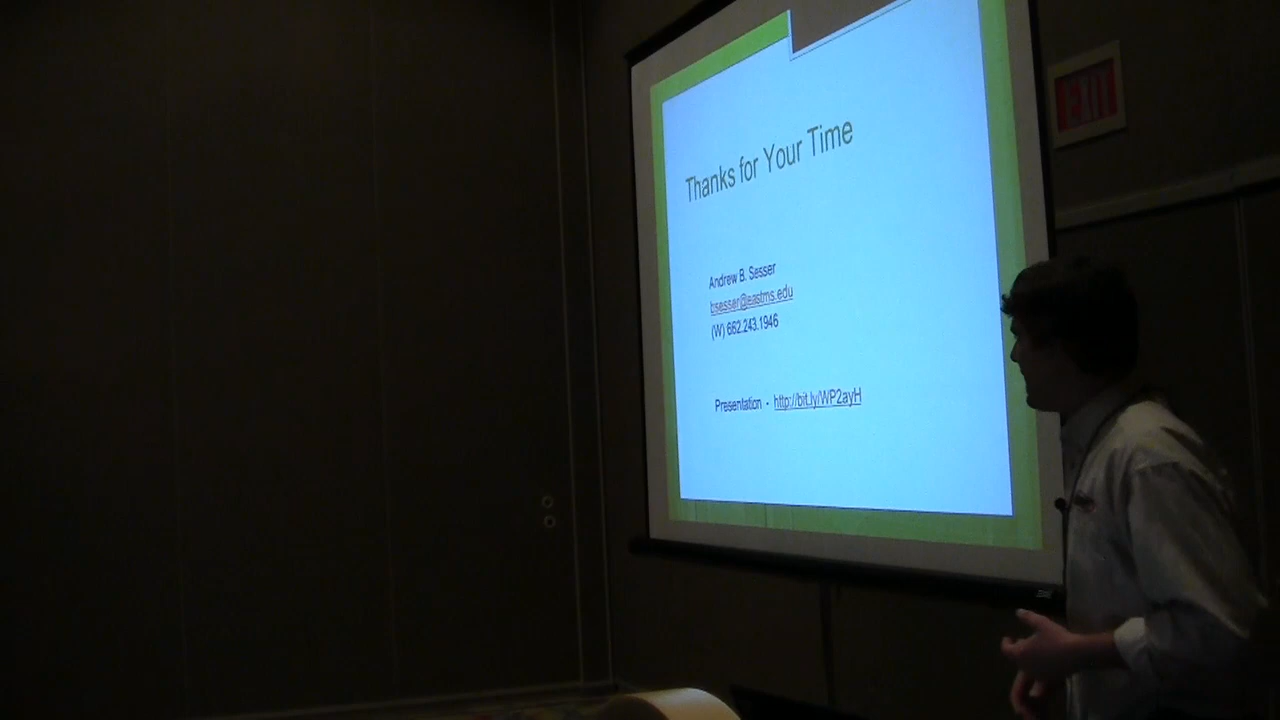 Thanks for Your Time
EXIT
Andrew B. Sesser
bsesser@eastms.edu
(W) 662.243.1946
Presentation - http://bit.ly/WP2ayH